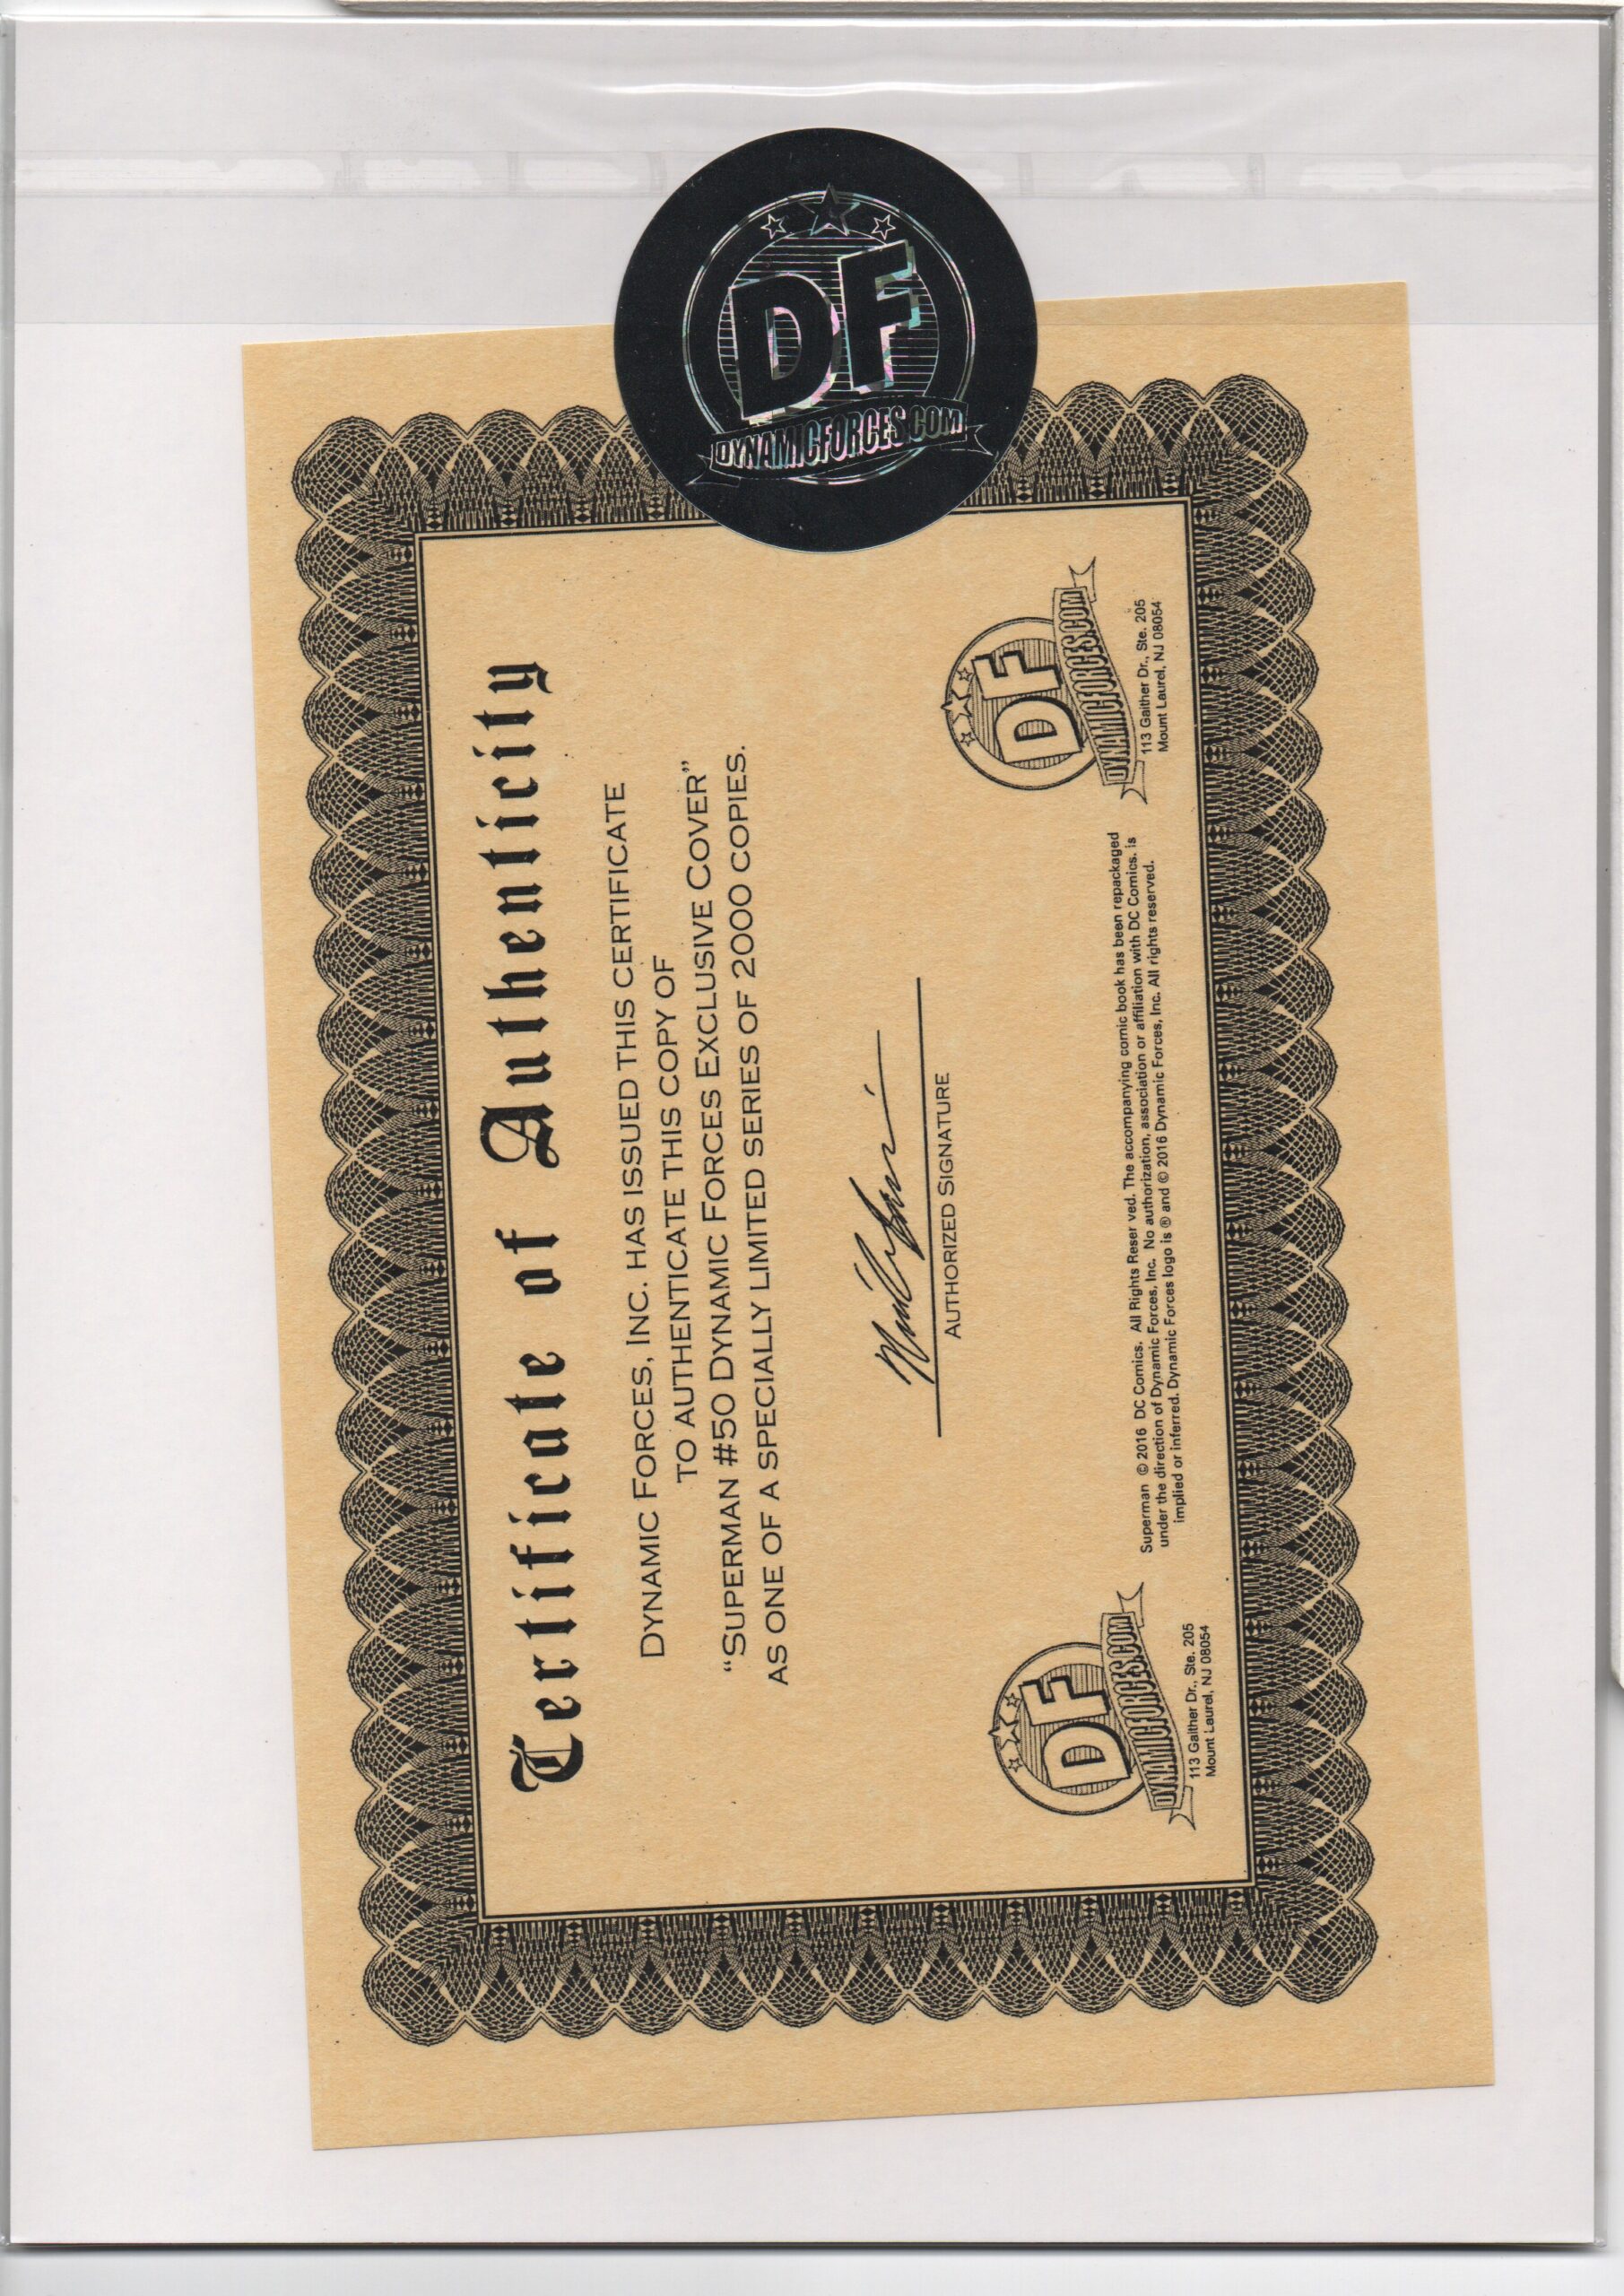 DF
DYNAMICFORCES.COM
Certificate of Authenticity
DYNAMIC FORCES, INC. HAS ISSUED THIS CERTIFICATE
TO AUTHENTICATE THIS COPY OF
“SUPERMAN #50 DYNAMIC FORCES EXCLUSIVE COVER”
AS ONE OF A SPECIALLY LIMITED SERIES OF 2000 COPIES.
AUTHORIZED SIGNATURE
DF
DYNAMICFORCES.COM
113 Gaither Dr., Ste. 205
Mount Laurel, NJ 08054
Superman © 2016 DC Comics. All Rights Reser ved. The accompanying comic book has been repackaged
under the direction of Dynamic Forces, Inc. No authorization, association or affiliation with DC Comics. is
implied or inferred. Dynamic Forces logo is ® and © 2016 Dynamic Forces, Inc. All rights reserved.
DF
DYNAMICFORCES.COM
113 Gaither Dr., Ste. 205
Mount Laurel, NJ 08054